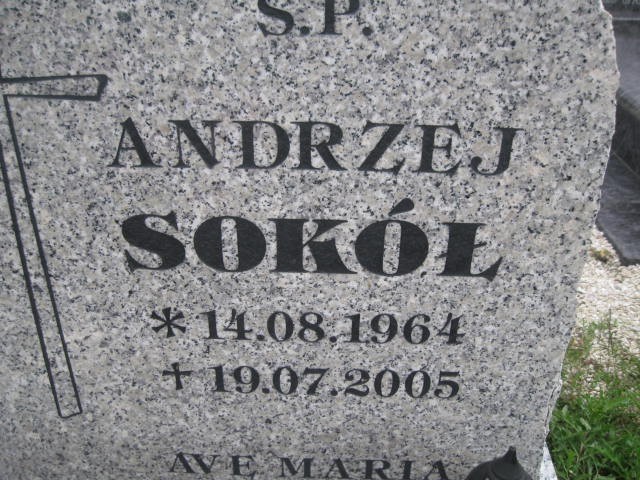 Ś.P.
ANDRZEJ
SOKÓŁ
* 14.08.1964
+ 19.07.2005
AVE MARIA